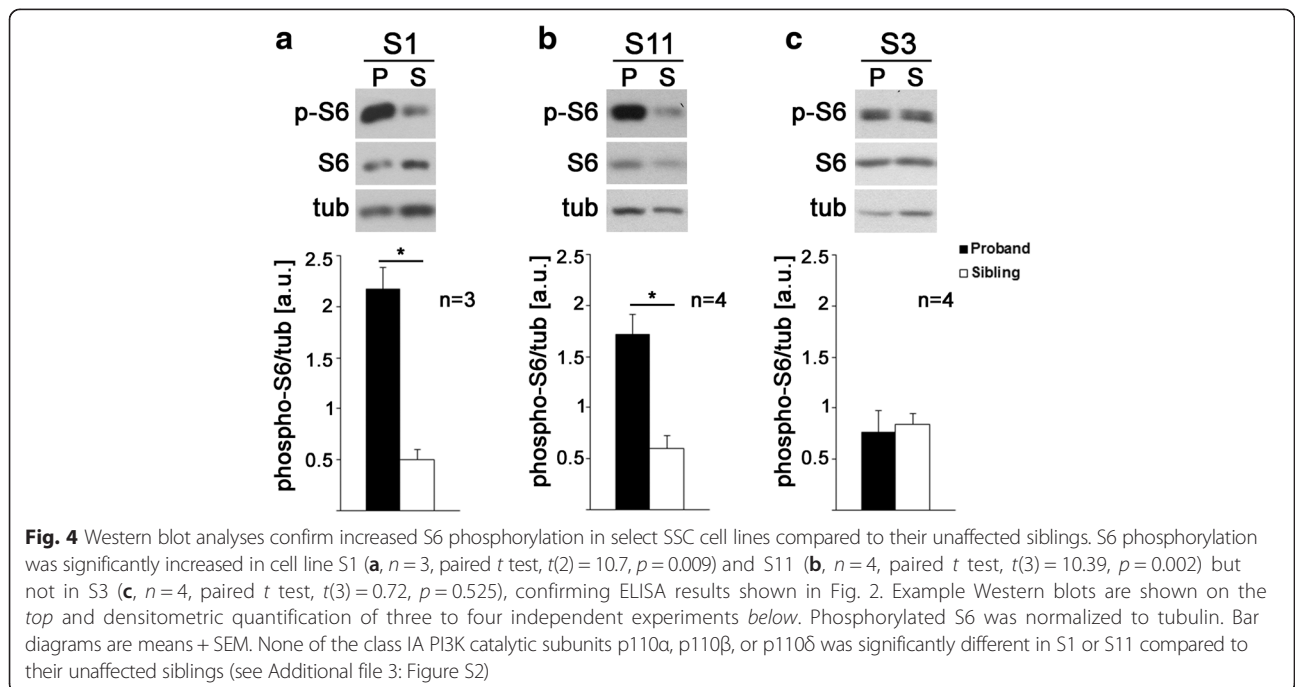 a b c
S1 S11 S3
P S P S P S
p-S6 p-S6 p-S6
S6 S6 S6
tub tub tub
Proband
Sibling
2.5 2.5 2.5
* n=3 * n=4 n=4
2 2 2
1.5 1.5 1.5
1 1 1
0.5 0.5 0.5
phospho-S6/tub [a.u.] phospho-S6/tub [a.u.] phospho-S6/tub [a.u.]
Fig. 4 Western blot analyses confirm increased S6 phosphorylation in select SSC cell lines compared to their unaffected siblings. S6 phosphorylation
was significantly increased in cell line S1 (a, n = 3, paired t test, t(2) = 10.7, p = 0.009) and S11 (b, n = 4, paired t test, t(3) = 10.39, p = 0.002) but
not in S3 (c, n = 4, paired t test, t(3) = 0.72, p = 0.525), confirming ELISA results shown in Fig. 2. Example Western blots are shown on the
top and densitometric quantification of three to four independent experiments below. Phosphorylated S6 was normalized to tubulin. Bar
diagrams are means + SEM. None of the class IA PI3K catalytic subunits p110α, p110β, or p110δ was significantly different in S1 or S11 compared to
their unaffected siblings (see Additional file 3: Figure S2)